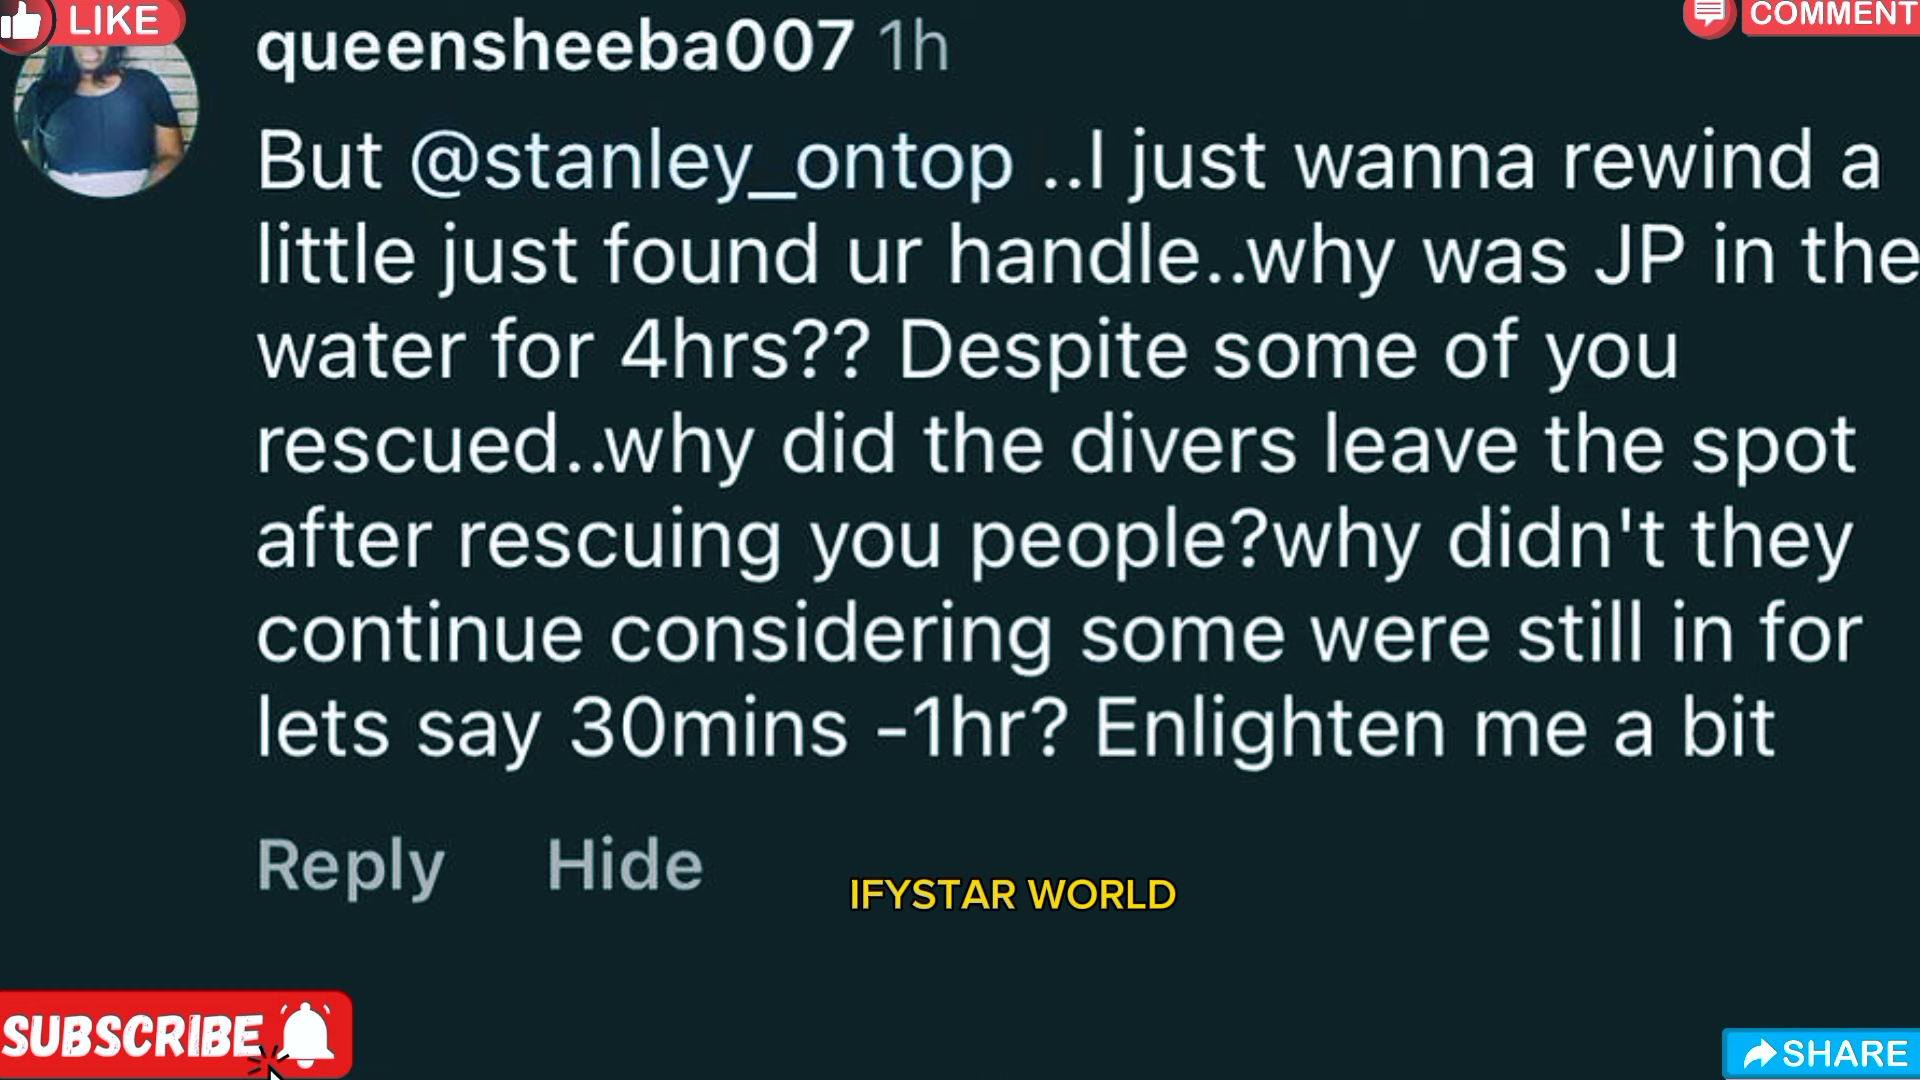 LIKE
COMMENT
queensheeba007 1h
But @stanley_ontop ..I just wanna rewind a
little just found ur handle..why was JP in the
water for 4hrs?? Despite some of you
rescued..why did the divers leave the spot
after rescuing you people?why didn't they
continue considering some were still in for
lets say 30mins -1hr? Enlighten me a bit
Reply Hide
IFYSTAR WORLD
SUBSCRIBE
SHARE